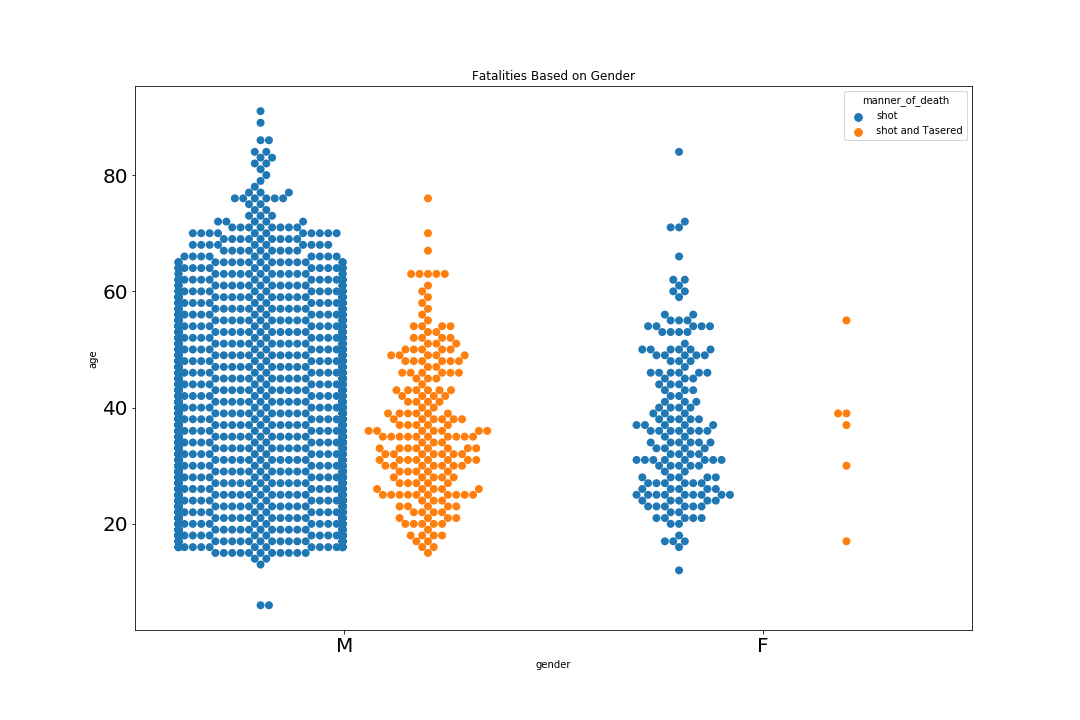 Fatalities Based on Gender
manner_of_death
shot
shot and Tasered
80
60
40
20
age
M
F
gender